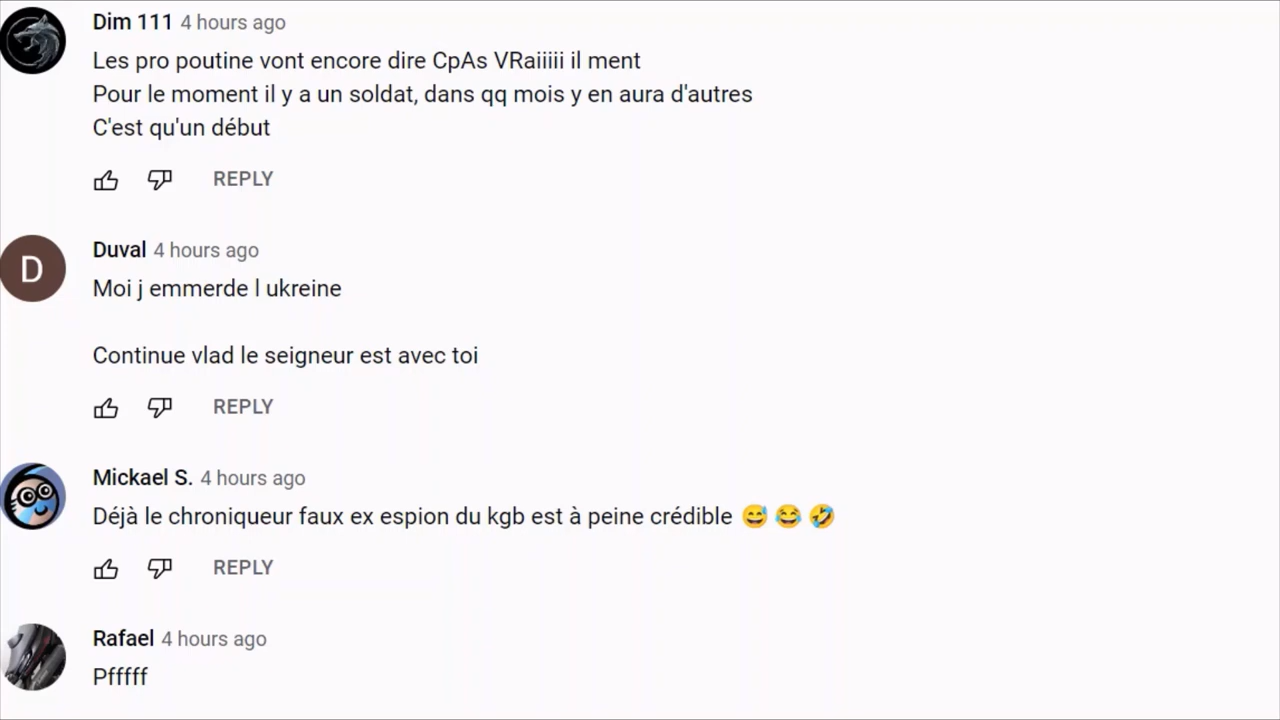 Dim 111 4 hours ago
Les pro poutine vont encore dire CpAs VRaiiiii il ment
Pour le moment il y a un soldat, dans qq mois y en aura d'autres
C'est qu'un début
REPLY
D
Duval 4 hours ago
Moi j emmerde l ukreine
Continue vlad le seigneur est avec toi
REPLY
Mickael S. 4 hours ago
Déjà le chroniqueur faux ex espion du kgb est à peine crédible 😅 😂 🤣
REPLY
Rafael 4 hours ago
Pfffff